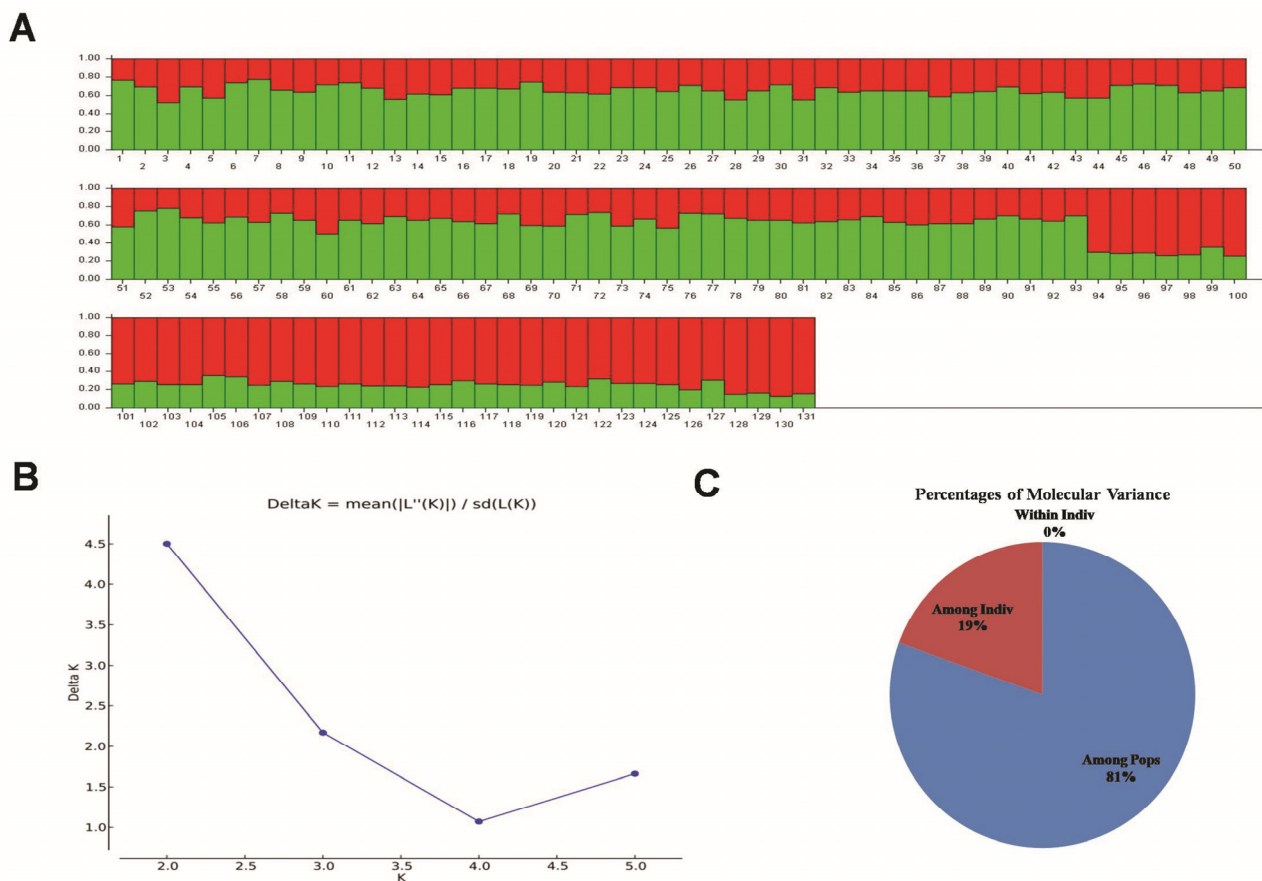 A
1.00
0.80
0.60
0.40
0.20
0.00
1 3 5 7 9 11 13 15 17 19 21 23 25 27 29 31 33 35 37 39 41 43 45 47 49
2 4 6 8 10 12 14 16 18 20 22 24 26 28 30 32 34 36 38 40 42 44 46 48 50
1.00
0.80
0.60
0.40
0.20
0.00
51 53 55 57 59 61 63 65 67 69 71 73 75 77 79 81 83 85 87 89 91 93 95 97 99
52 54 56 58 60 62 64 66 68 70 72 74 76 78 80 82 84 86 88 90 92 94 96 98 100
1.00
0.80
0.60
0.40
0.20
0.00
101 103 105 107 109 111 113 115 117 119 121 123 125 127 129 131
102 104 106 108 110 112 114 116 118 120 122 124 126 128 130
B
DeltaK = mean(|L''(K)|) / sd(L(K))
4.5
4.0
3.5
3.0
2.5
2.0
1.5
1.0
Delta K
2.0 2.5 3.0 3.5 4.0 4.5 5.0
K
C
Percentages of Molecular Variance
Within Indiv
0%
Among Indiv
19%
Among Pops
81%